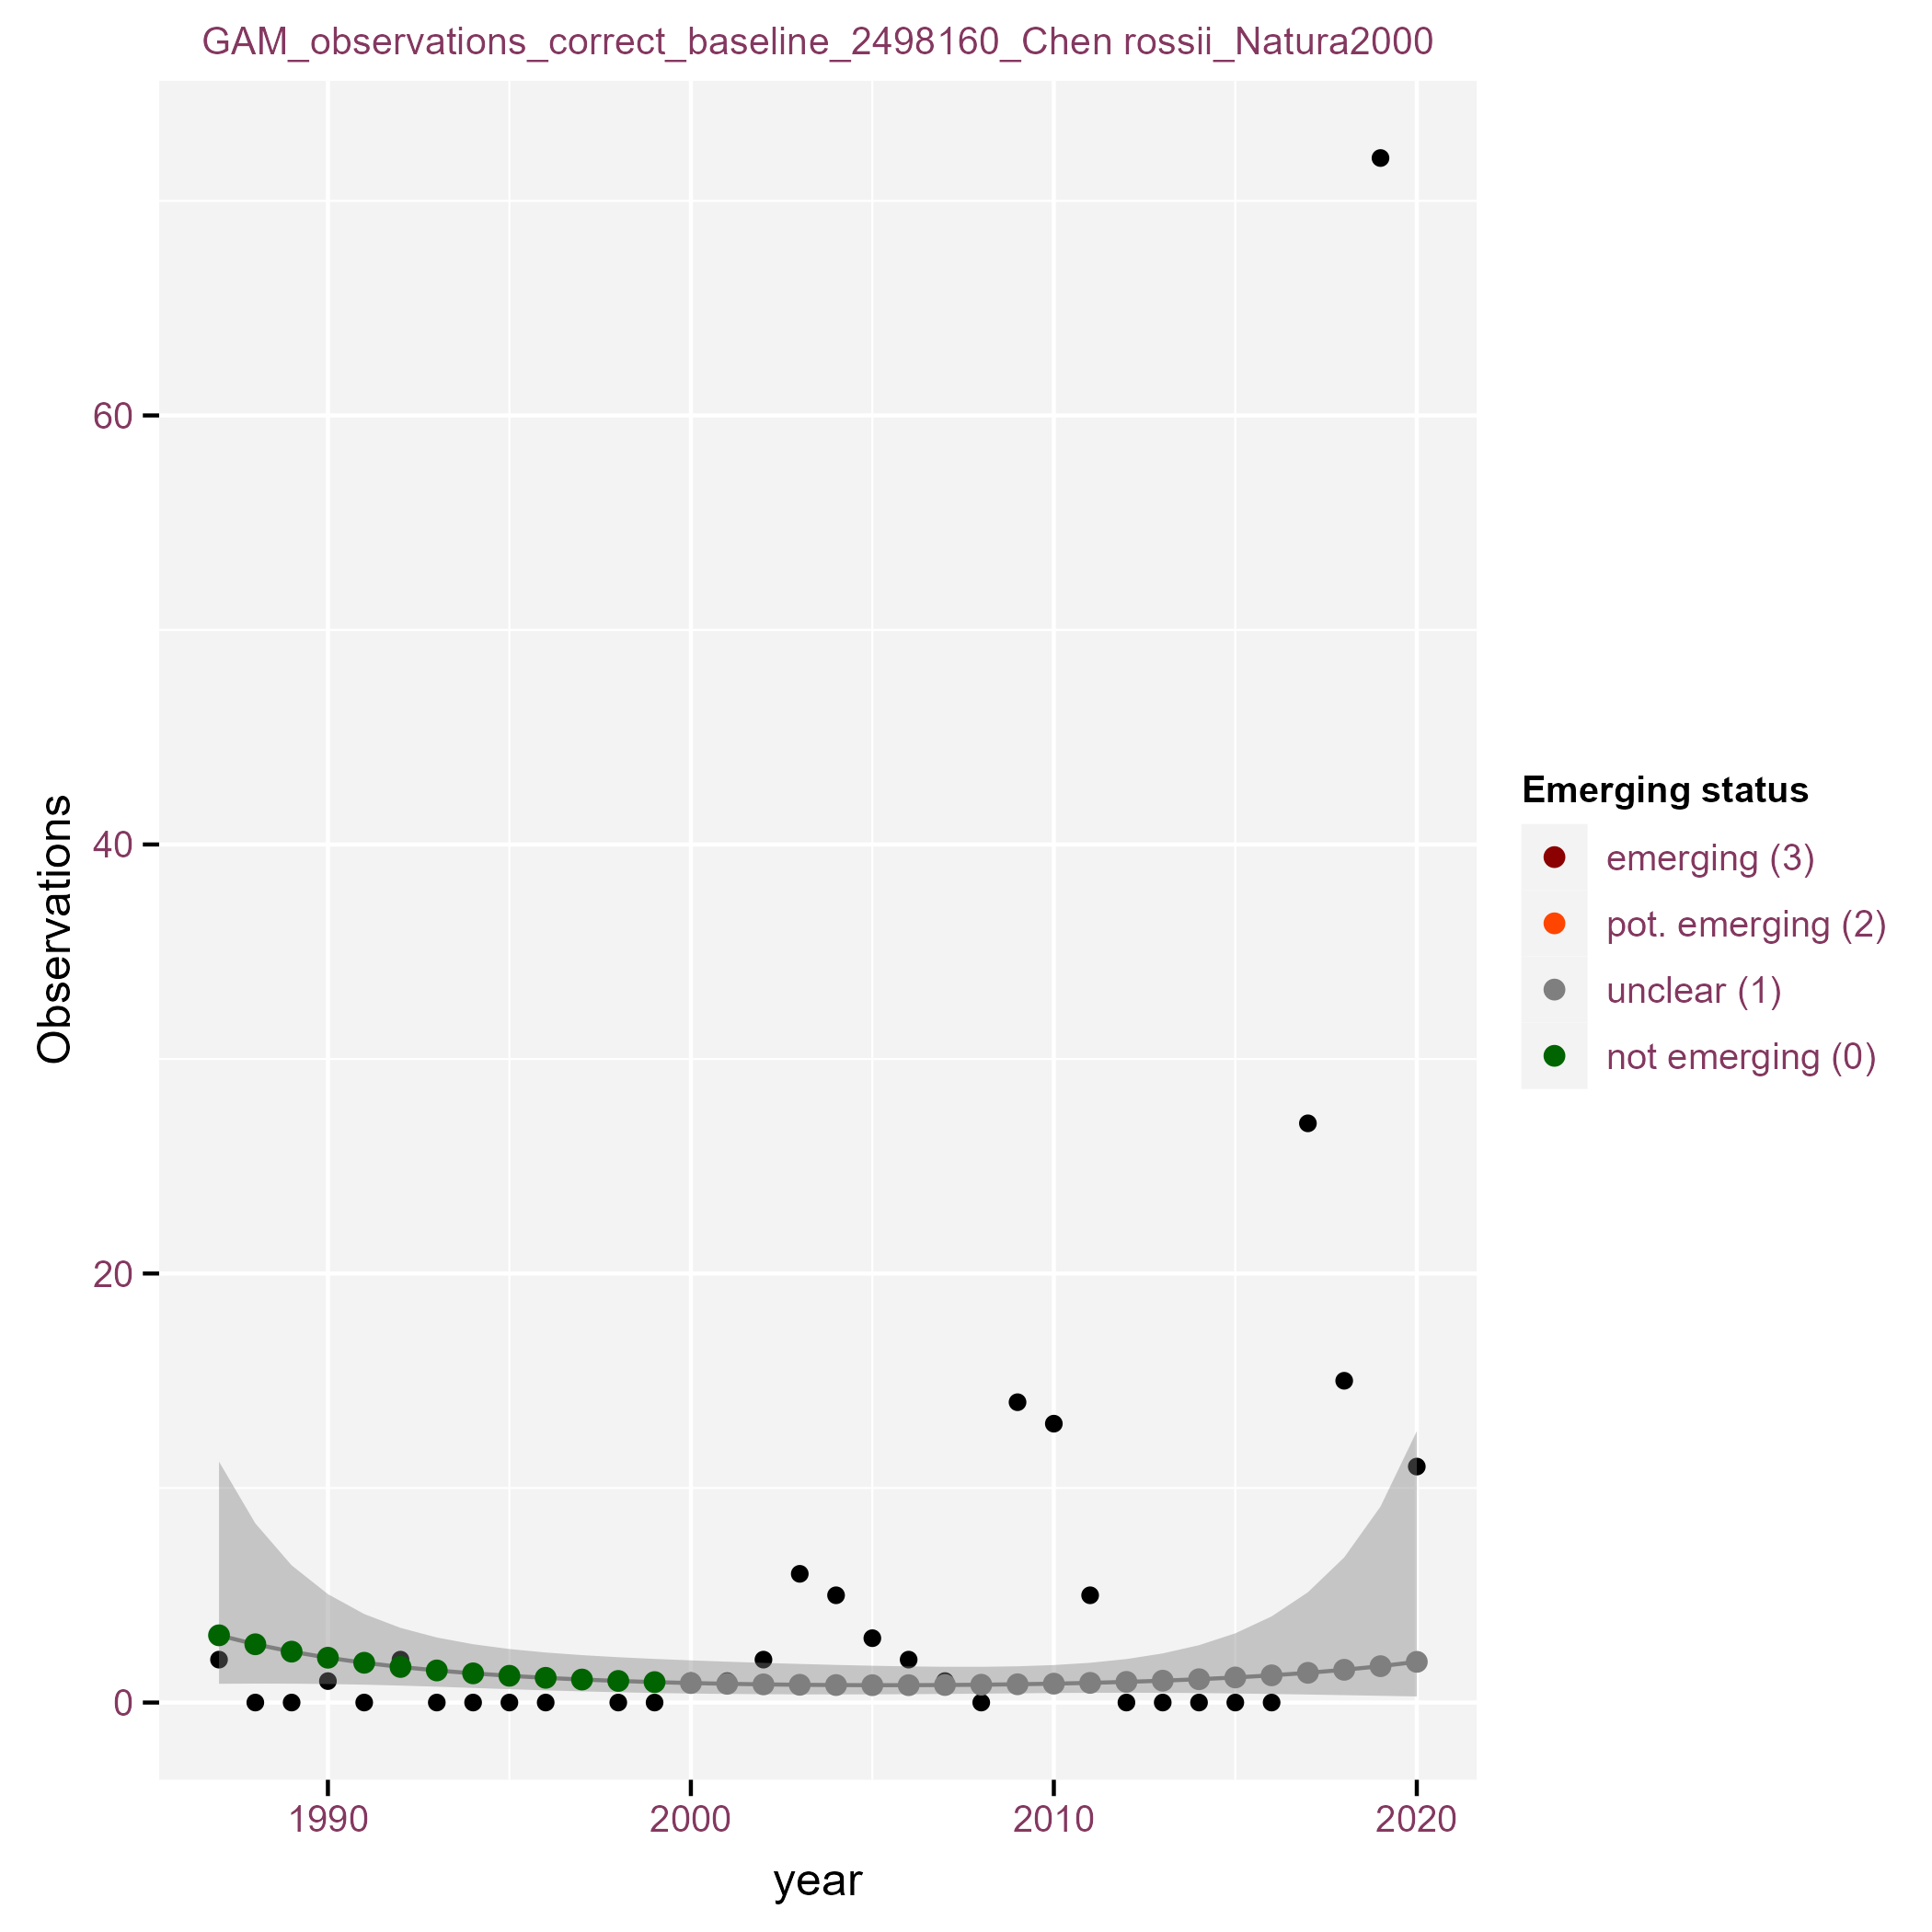 GAM_observations_correct_baseline_2498160_Chen rossii_Natura2000
60
40
20
0
Observations
1990
2000
2010
2020
year
Emerging status
emerging (3)
pot. emerging (2)
unclear (1)
not emerging (0)